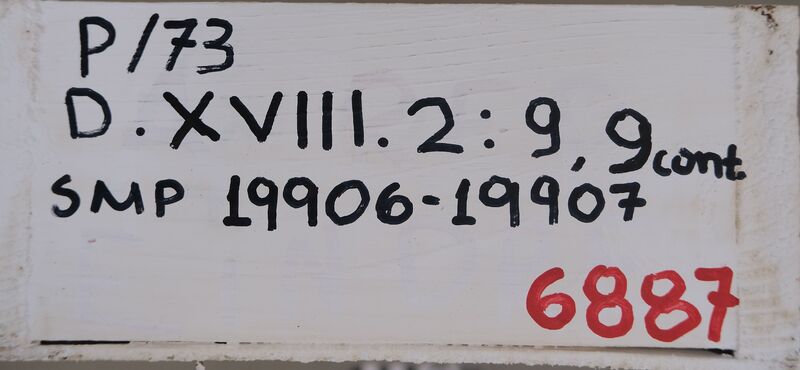 P/73
D.XVIII.2:9, 9cont.
SMP 19906-19907
6887